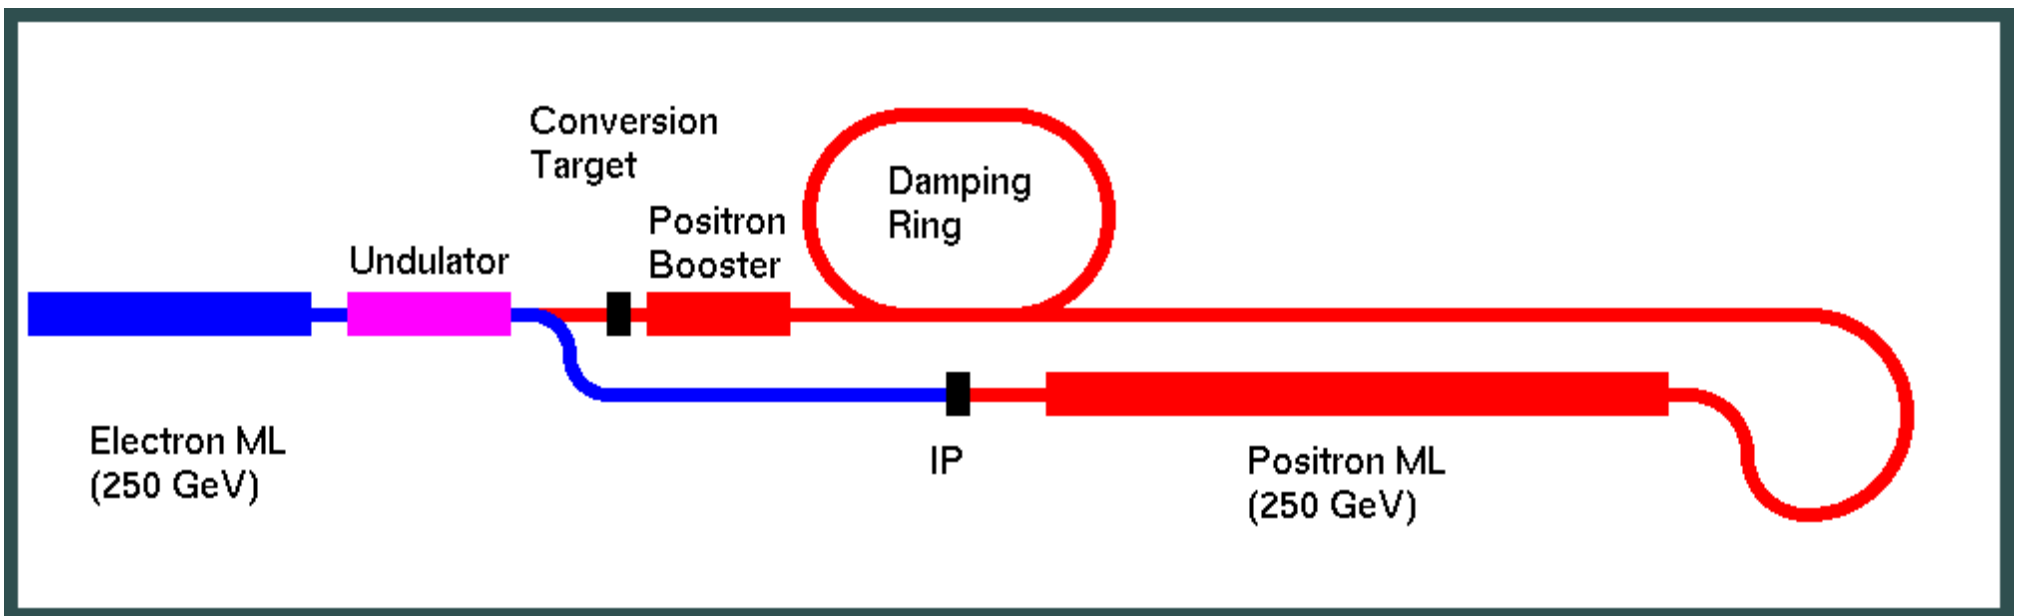 Conversion
Target
Damping
Ring
Positron
Booster
Undulator
Electron ML
(250 GeV)
IP
Positron ML
(250 GeV)